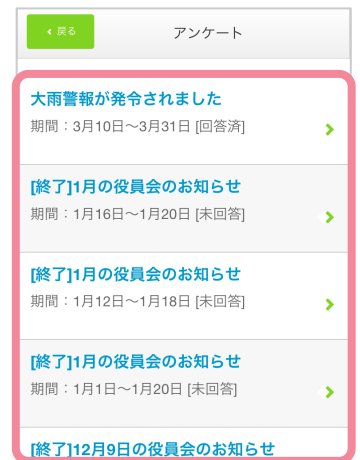 戻る
アンケート
大雨警報が発令されました
期間：3月10日〜3月31日 [回答済]
[終了]1月の役員会のお知らせ
期間：1月16日〜1月20日 [未回答]
[終了]1月の役員会のお知らせ
期間：1月12日〜1月18日 [未回答]
[終了]1月の役員会のお知らせ
期間：1月1日〜1月20日 [未回答]
[終了]12月9日の役員会のお知らせ